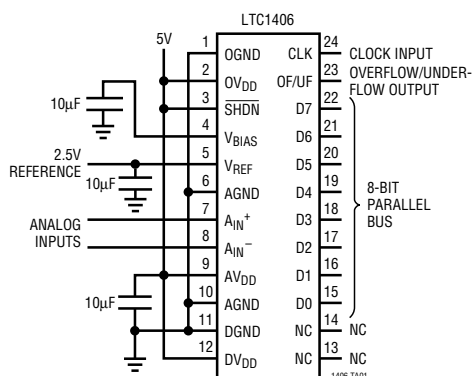 LTC1406
5V
1 OGND CLK 24 CLOCK INPUT
2 OVDD OF/UF 23 OVERFLOW/UNDER-
FLOW OUTPUT
3 SHDN D7 22
10µF
4 VBIAS D6 21
2.5V
REFERENCE
5 VREF D5 20
10µF
6 AGND D4 19
8-BIT
PARALLEL
BUS
ANALOG
INPUTS
7 AIN+ D3 18
8 AIN– D2 17
9 AVDD D1 16
10µF
10 AGND D0 15
11 DGND NC 14 NC
12 DVDD NC 13 NC
1406 TA01